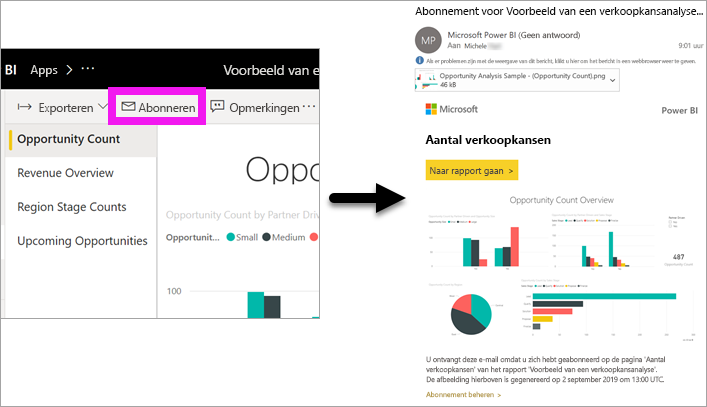 BI Apps > ··· Voorbeeld van e
Exporteren Abonneren Opmerkingen ···
Opportunity Count
Revenue Overview
Region Stage Counts
Upcoming Opportunities
Oppo
Opportunity Count by Partner Driv
Opportunit... Small Medium
100
Abonnement voor Voorbeeld van een verkoopkansanalyse...
MP
Microsoft Power BI (Geen antwoord)
Aan Michele
9:01 uur
Als er problemen zijn met de weergave van dit bericht, klikt u hier om het bericht in een webbrowser weer te geven.
Opportunity Analysis Sample - (Opportunity Count).png
46 kB
Microsoft Power BI
Aantal verkoopkansen
Naar rapport gaan >
Opportunity Count Overview
487
Opportunity Count
U ontvangt deze e-mail omdat u zich hebt geabonneerd op de pagina 'Aantal
verkoopkansen' van het rapport 'Voorbeeld van een verkoopkansanalyse'.
De afbeelding hierboven is gegenereerd op 2 september 2019 om 13:00 UTC.
Abonnement beheren >